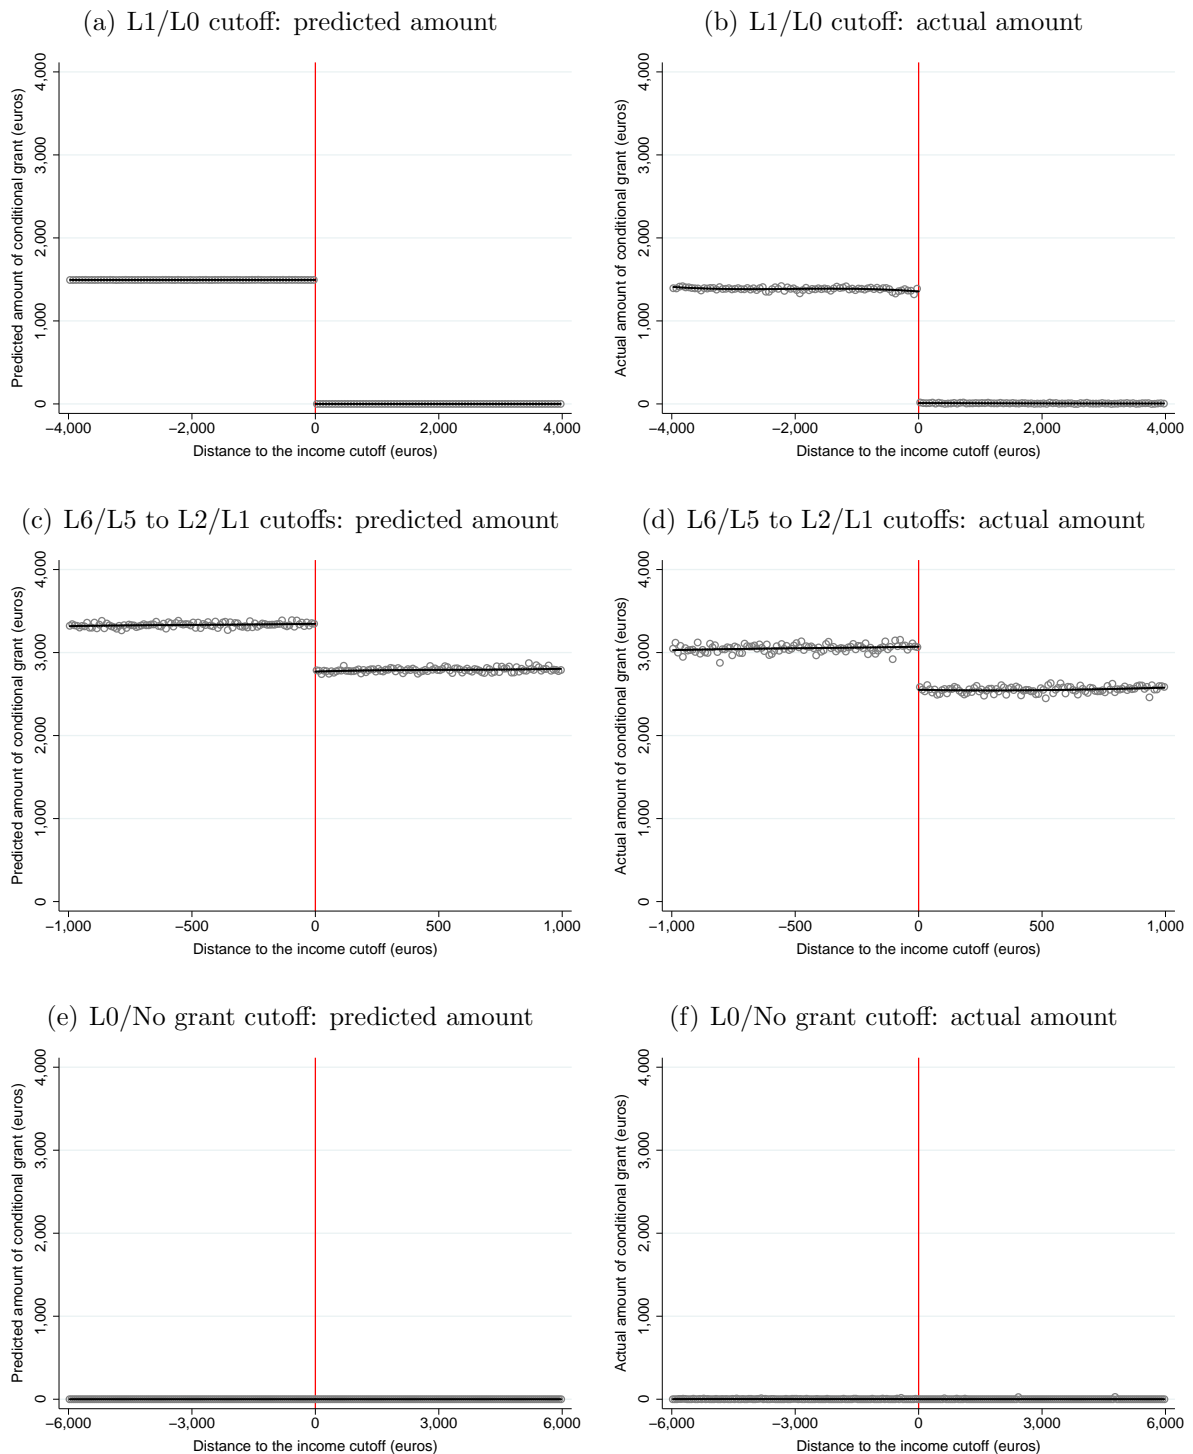 (a) L1/L0 cutoff: predicted amount
Predicted amount of conditional grant (euros)
4,000
3,000
2,000
1,000
0
−4,000 −2,000 0 2,000 4,000
Distance to the income cutoff (euros)
(b) L1/L0 cutoff: actual amount
Actual amount of conditional grant (euros)
4,000
3,000
2,000
1,000
0
−4,000 −2,000 0 2,000 4,000
Distance to the income cutoff (euros)
(c) L6/L5 to L2/L1 cutoffs: predicted amount
Predicted amount of conditional grant (euros)
4,000
3,000
2,000
1,000
0
−1,000 −500 0 500 1,000
Distance to the income cutoff (euros)
(d) L6/L5 to L2/L1 cutoffs: actual amount
Actual amount of conditional grant (euros)
4,000
3,000
2,000
1,000
0
−1,000 −500 0 500 1,000
Distance to the income cutoff (euros)
(e) L0/No grant cutoff: predicted amount
Predicted amount of conditional grant (euros)
4,000
3,000
2,000
1,000
0
−6,000 −3,000 0 3,000 6,000
Distance to the income cutoff (euros)
(f) L0/No grant cutoff: actual amount
Actual amount of conditional grant (euros)
4,000
3,000
2,000
1,000
0
−6,000 −3,000 0 3,000 6,000
Distance to the income cutoff (euros)